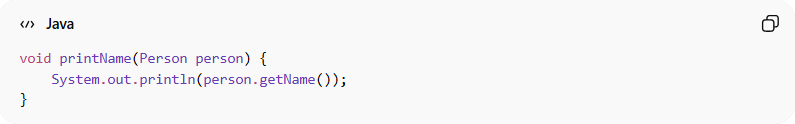 </> Java
void printName(Person person) {
    System.out.println(person.getName());
}